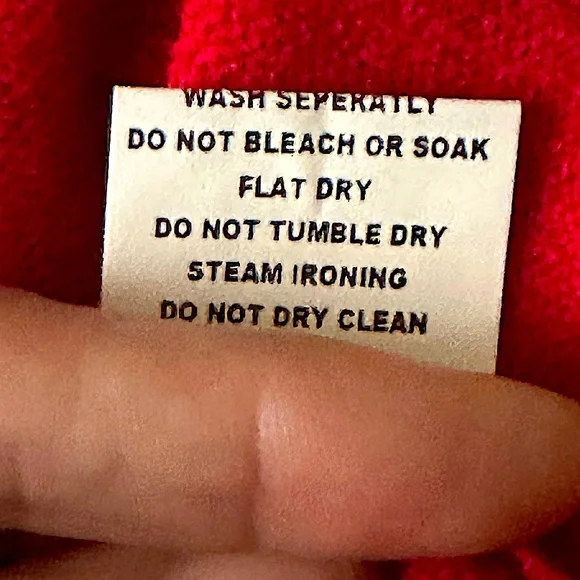 WASH SEPERATLY
DO NOT BLEACH OR SOAK
FLAT DRY
DO NOT TUMBLE DRY
STEAM IRONING
DO NOT DRY CLEAN